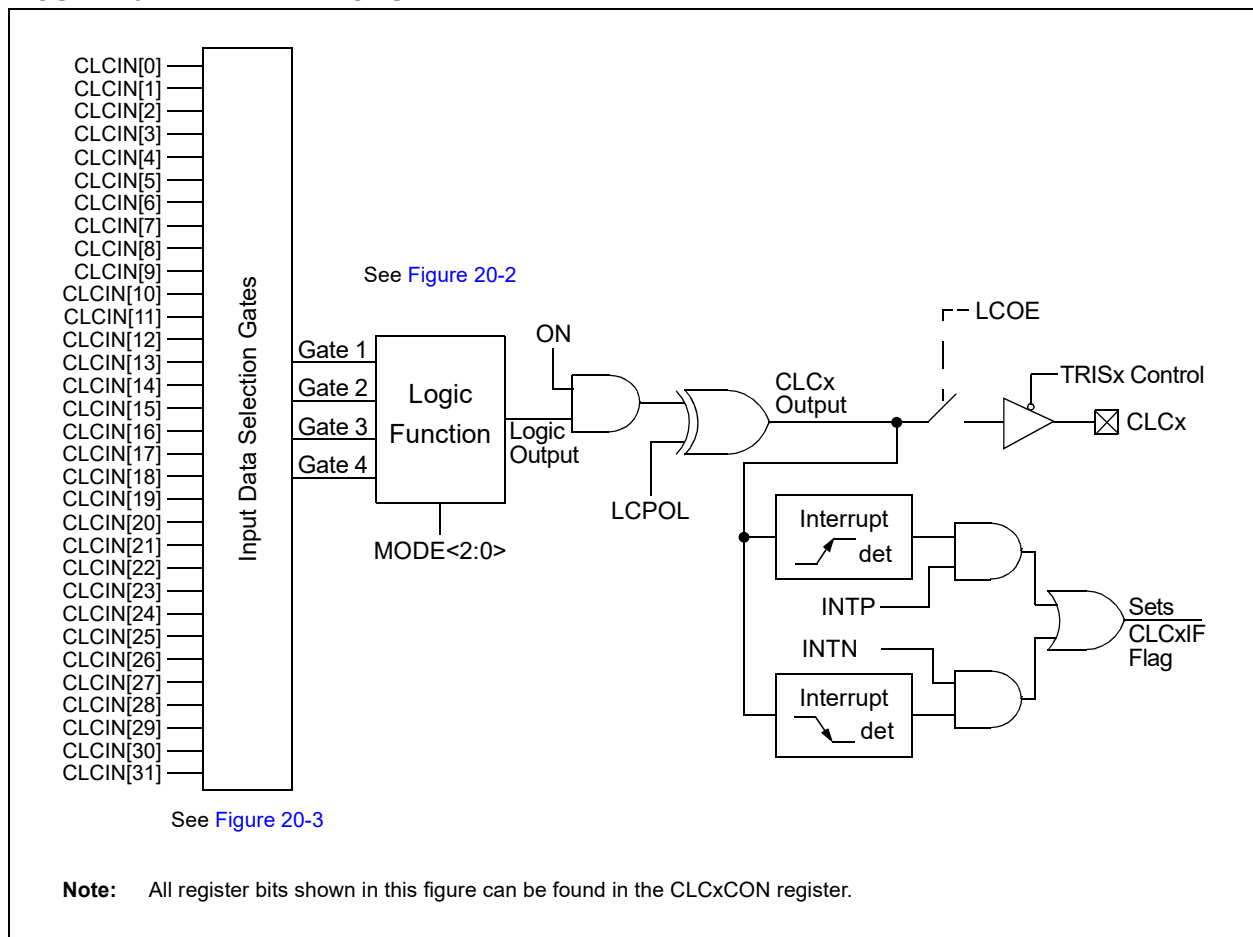 CLCIN[0]
CLCIN[1]
CLCIN[2]
CLCIN[3]
CLCIN[4]
CLCIN[5]
CLCIN[6]
CLCIN[7]
CLCIN[8]
CLCIN[9]
CLCIN[10]
CLCIN[11]
CLCIN[12]
CLCIN[13]
CLCIN[14]
CLCIN[15]
CLCIN[16]
CLCIN[17]
CLCIN[18]
CLCIN[19]
CLCIN[20]
CLCIN[21]
CLCIN[22]
CLCIN[23]
CLCIN[24]
CLCIN[25]
CLCIN[26]
CLCIN[27]
CLCIN[28]
CLCIN[29]
CLCIN[30]
CLCIN[31]
Input Data Selection Gates
See Figure 20-3
See Figure 20-2
Gate 1
Gate 2
Gate 3
Gate 4
Logic
Function
MODE<2:0>
Logic
Output
ON
LCPOL
CLCx
Output
LCOE
TRISx Control
CLCx
Interrupt
det
INTP
INTN
Interrupt
det
Sets
CLCxIF
Flag
Note: All register bits shown in this figure can be found in the CLCxCON register.